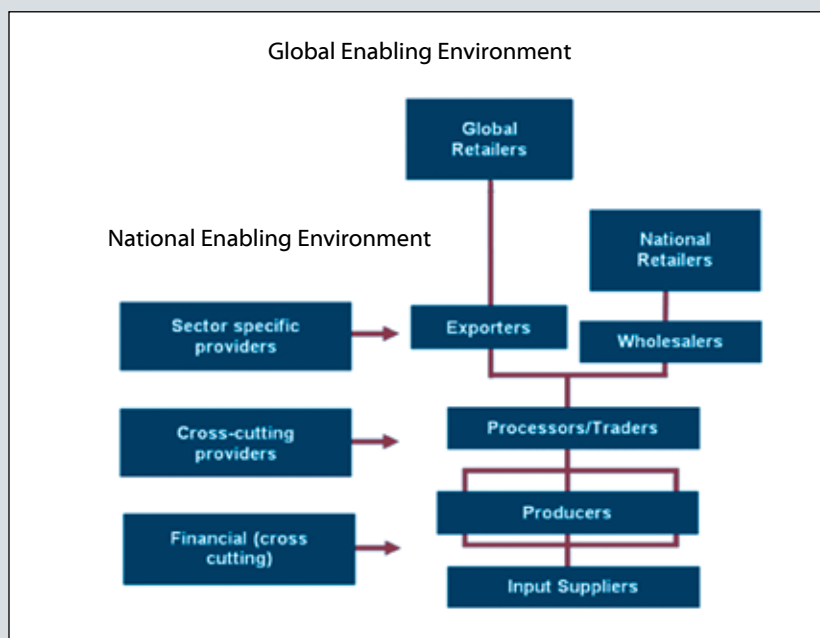 Global Enabling Environment
Global
Retailers
National Enabling Environment
National
Retailers
Sector specific
providers
Exporters
Wholesalers
Cross-cutting
providers
Processors/Traders
Producers
Financial (cross
cutting)
Input Suppliers